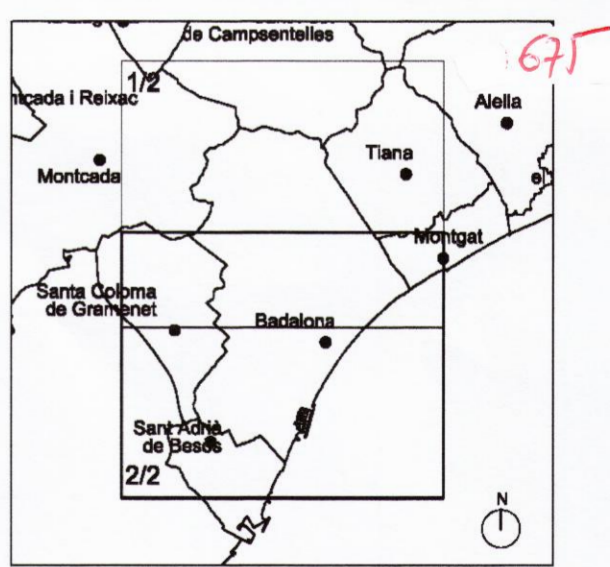 de Campsentelles
675
1/2
ntcada i Reixac
Alella
Tiana
Montcada
Montgat
Santa Coloma
de Gramenet
Badalona
Sant Adrià
de Besòs
2/2
N